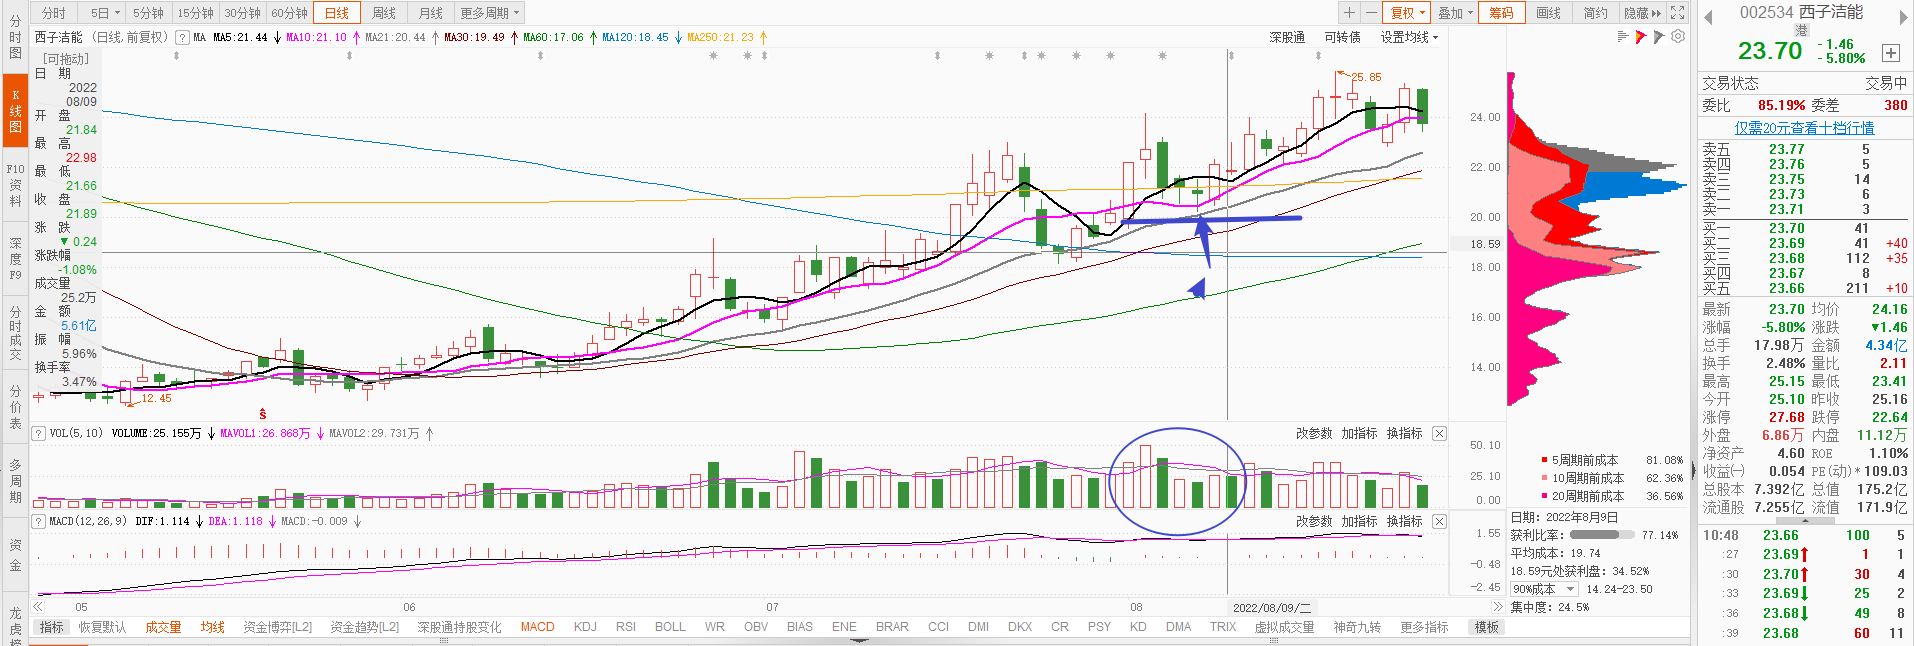 分时 5日 5分钟 15分钟 30分钟 60分钟 日线 周线 月线 更多周期 复权 叠加 筹码 画线 简约 隐藏
西子洁能 (日线, 前复权) ? MA MA5:21.44 MA10:21.10 MA21:20.44 MA30:19.49 MA60:17.06 MA120:18.45 MA250:21.23 深股通 可转债 设置均线
分时图
K线图
F10资料
深度F9
分时成交
分价表
多周期
资金
龙虎榜
[可拖动]
日 期
2022
08/09
开 盘
21.84
最 高
22.98
最 低
21.66
收 盘
21.89
涨 跌
▼ 0.24
涨跌幅
-1.08%
成交量
25.2万
金 额
5.61亿
振 幅
5.96%
换手率
3.47%
25.85
12.45
S
24.00
22.00
20.00
18.59
18.00
16.00
14.00
? VOL(5,10) VOLUME:25.155万 MAVOL1:26.868万 MAVOL2:29.731万 改参数 加指标 换指标
50.10
25.10
0.00
? MACD(12,26,9) DIF:1.114 DEA:1.118 MACD:-0.009 改参数 加指标 换指标
1.55
-0.48
-2.45
05 06 07 08 2022/08/09/二
指标 恢复默认 成交量 均线 资金博弈[L2] 资金趋势[L2] 深股通持股变化 MACD KDJ RSI BOLL WR OBV BIAS ENE BRAR CCI DMI DKX CR PSY KD DMA TRIX 虚拟成交量 神奇九转 更多指标 模板
5周期前成本 81.08%
10周期前成本 62.36%
20周期前成本 36.56%
日期: 2022年8月9日
获利比率: 77.14%
平均成本: 19.74
18.59元处获利盘: 34.52%
90%成本 14.24-23.50
集中度: 24.5%
002534 西子洁能
港
23.70 -1.46
-5.80%
交易状态 交易中
委比 85.19% 委差 380
仅需20元查看十档行情
卖五 23.77 5
卖四 23.76 5
卖三 23.75 14
卖二 23.73 6
卖一 23.71 3
买一 23.70 41
买二 23.69 41 +40
买三 23.68 112 +35
买四 23.67 8
买五 23.66 211 +10
最新 23.70 均价 24.16
涨幅 -5.80% 涨跌 ▼1.46
总手 17.98万 金额 4.34亿
换手 2.48% 量比 2.11
最高 25.15 最低 23.41
今开 25.10 昨收 25.16
涨停 27.68 跌停 22.64
外盘 6.86万 内盘 11.12万
净资产 4.60 ROE 1.10%
收益(一) 0.054 PE(动)* 109.03
总股本 7.392亿 总值 175.2亿
流通股 7.255亿 流值 171.9亿
10:48 23.66 100 5
:27 23.69 1 1
:30 23.70 30 4
:33 23.69 25 2
:36 23.68 49 8
:39 23.68 60 11